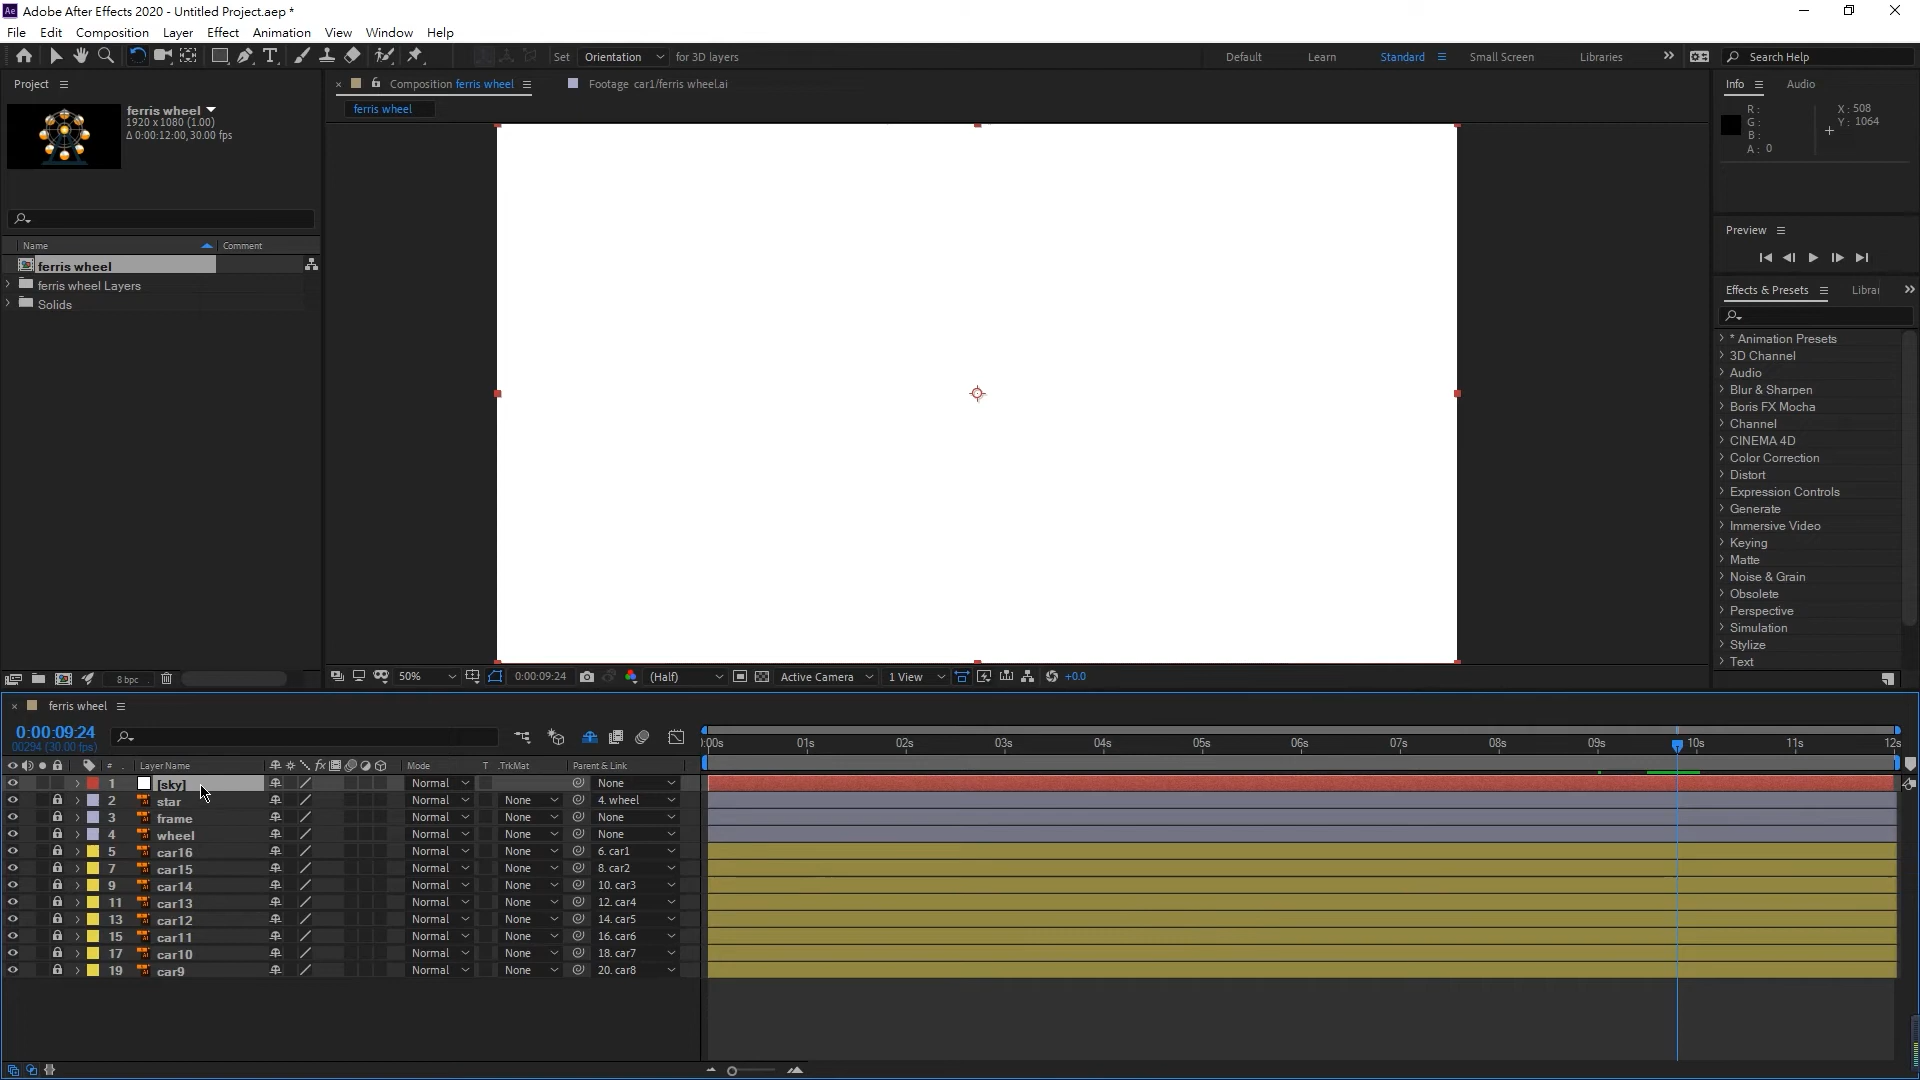 Adobe After Effects 2020 - Untitled Project.aep *
File Edit Composition Layer Effect Animation View Window Help
Set Orientation for 3D layers Default Learn Standard Small Screen Libraries Search Help
Project
ferris wheel
1920 x 1080 (1.00)
Δ 0:00:12:00, 30.00 fps
Name Comment
ferris wheel
ferris wheel Layers
Solids
8 bpc
Composition ferris wheel Footage car1/ferris wheel.ai
ferris wheel
50% 0:00:09:24 (Half) Active Camera 1 View +0.0
Info Audio
R: X: 508
G: Y: 1064
B:
A: 0
Preview
Effects & Presets Librar
* Animation Presets
3D Channel
Audio
Blur & Sharpen
Boris FX Mocha
Channel
CINEMA 4D
Color Correction
Distort
Expression Controls
Generate
Immersive Video
Keying
Matte
Noise & Grain
Obsolete
Perspective
Simulation
Stylize
Text
ferris wheel
0:00:09:24
00294 (30.00 fps)
:00s 01s 02s 03s 04s 05s 06s 07s 08s 09s 10s 11s 12s
# Layer Name Mode T .TrkMat Parent & Link
1 [sky] Normal None
2 star Normal None 4. wheel
3 frame Normal None None
4 wheel Normal None None
5 car16 Normal None 6. car1
7 car15 Normal None 8. car2
9 car14 Normal None 10. car3
11 car13 Normal None 12. car4
13 car12 Normal None 14. car5
15 car11 Normal None 16. car6
17 car10 Normal None 18. car7
19 car9 Normal None 20. car8